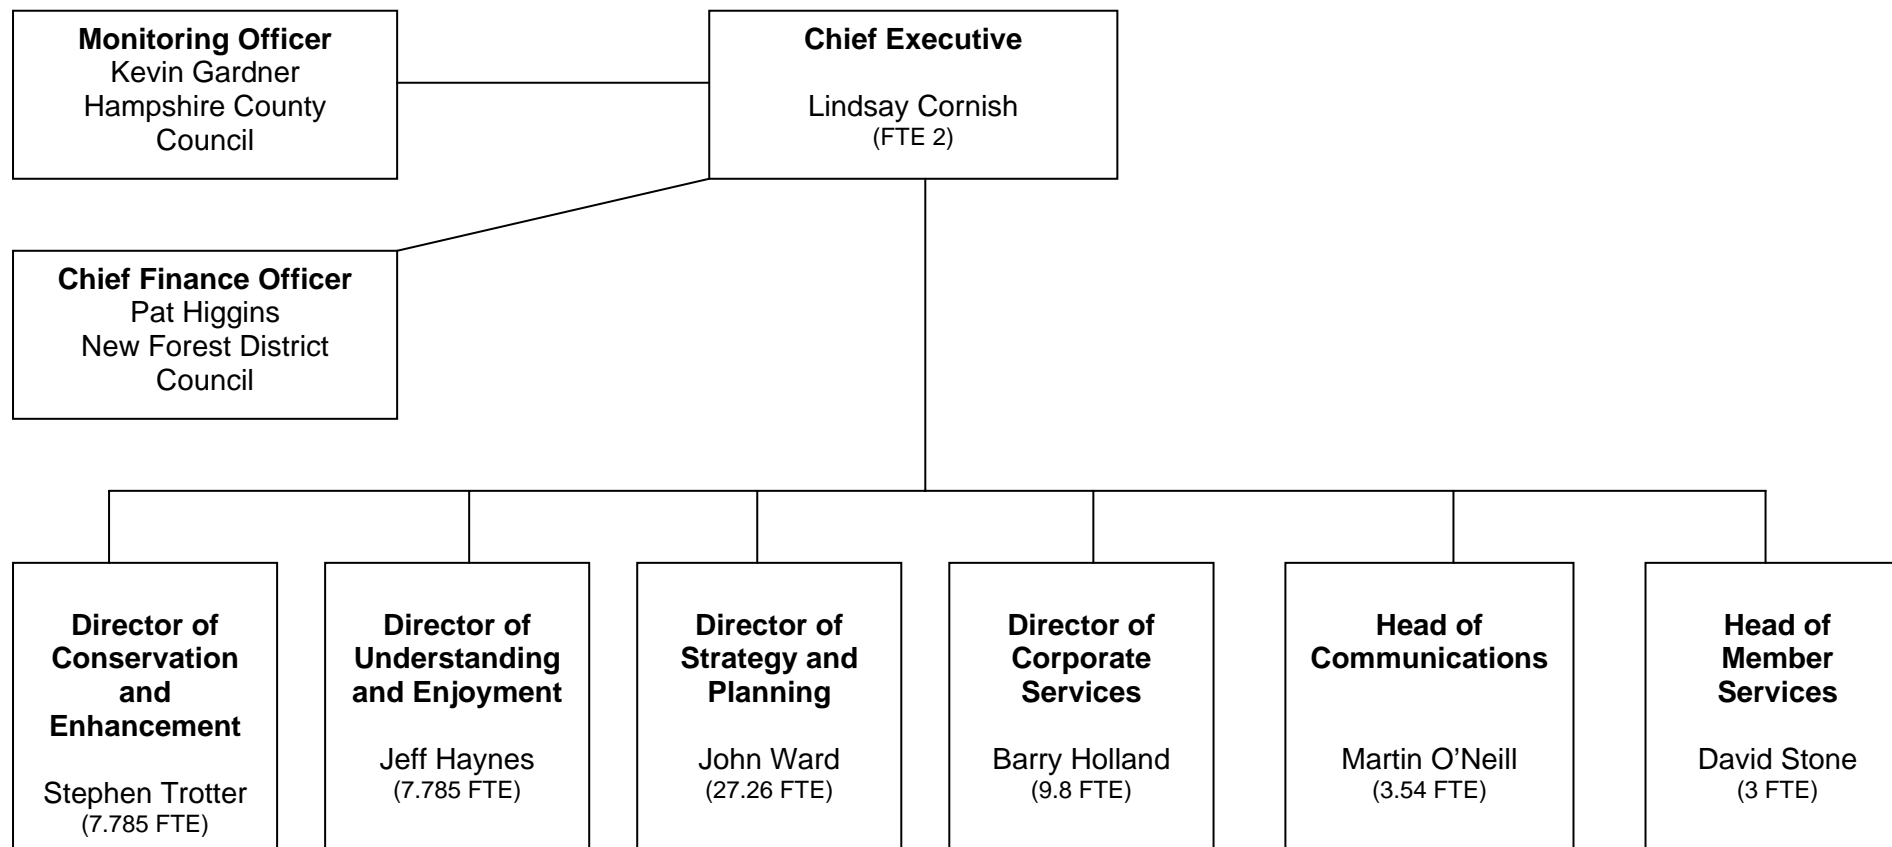 Monitoring Officer
Kevin Gardner
Hampshire County
Council
Chief Executive
Lindsay Cornish
(FTE 2)
Chief Finance Officer
Pat Higgins
New Forest District
Council
Director of
Conservation
and
Enhancement
Stephen Trotter
(7.785 FTE)
Director of
Understanding
and Enjoyment
Jeff Haynes
(7.785 FTE)
Director of
Strategy and
Planning
John Ward
(27.26 FTE)
Director of
Corporate
Services
Barry Holland
(9.8 FTE)
Head of
Communications
Martin O’Neill
(3.54 FTE)
Head of
Member
Services
David Stone
(3 FTE)